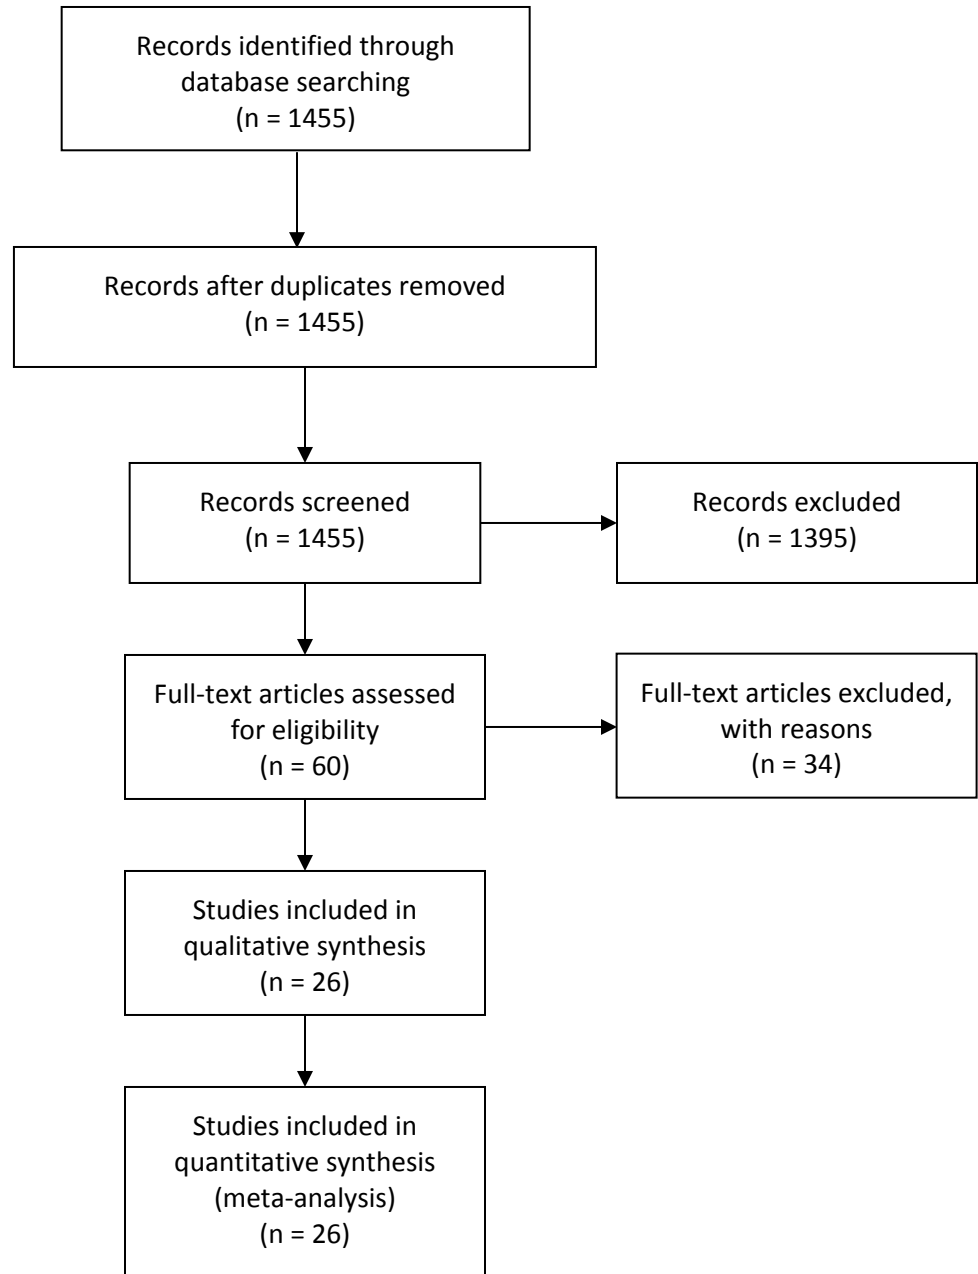 Records identified through
database searching
(n = 1455)
Records after duplicates removed
(n = 1455)
Records screened
(n = 1455)
Records excluded
(n = 1395)
Full-text articles assessed
for eligibility
(n = 60)
Full-text articles excluded,
with reasons
(n = 34)
Studies included in
qualitative synthesis
(n = 26)
Studies included in
quantitative synthesis
(meta-analysis)
(n = 26)